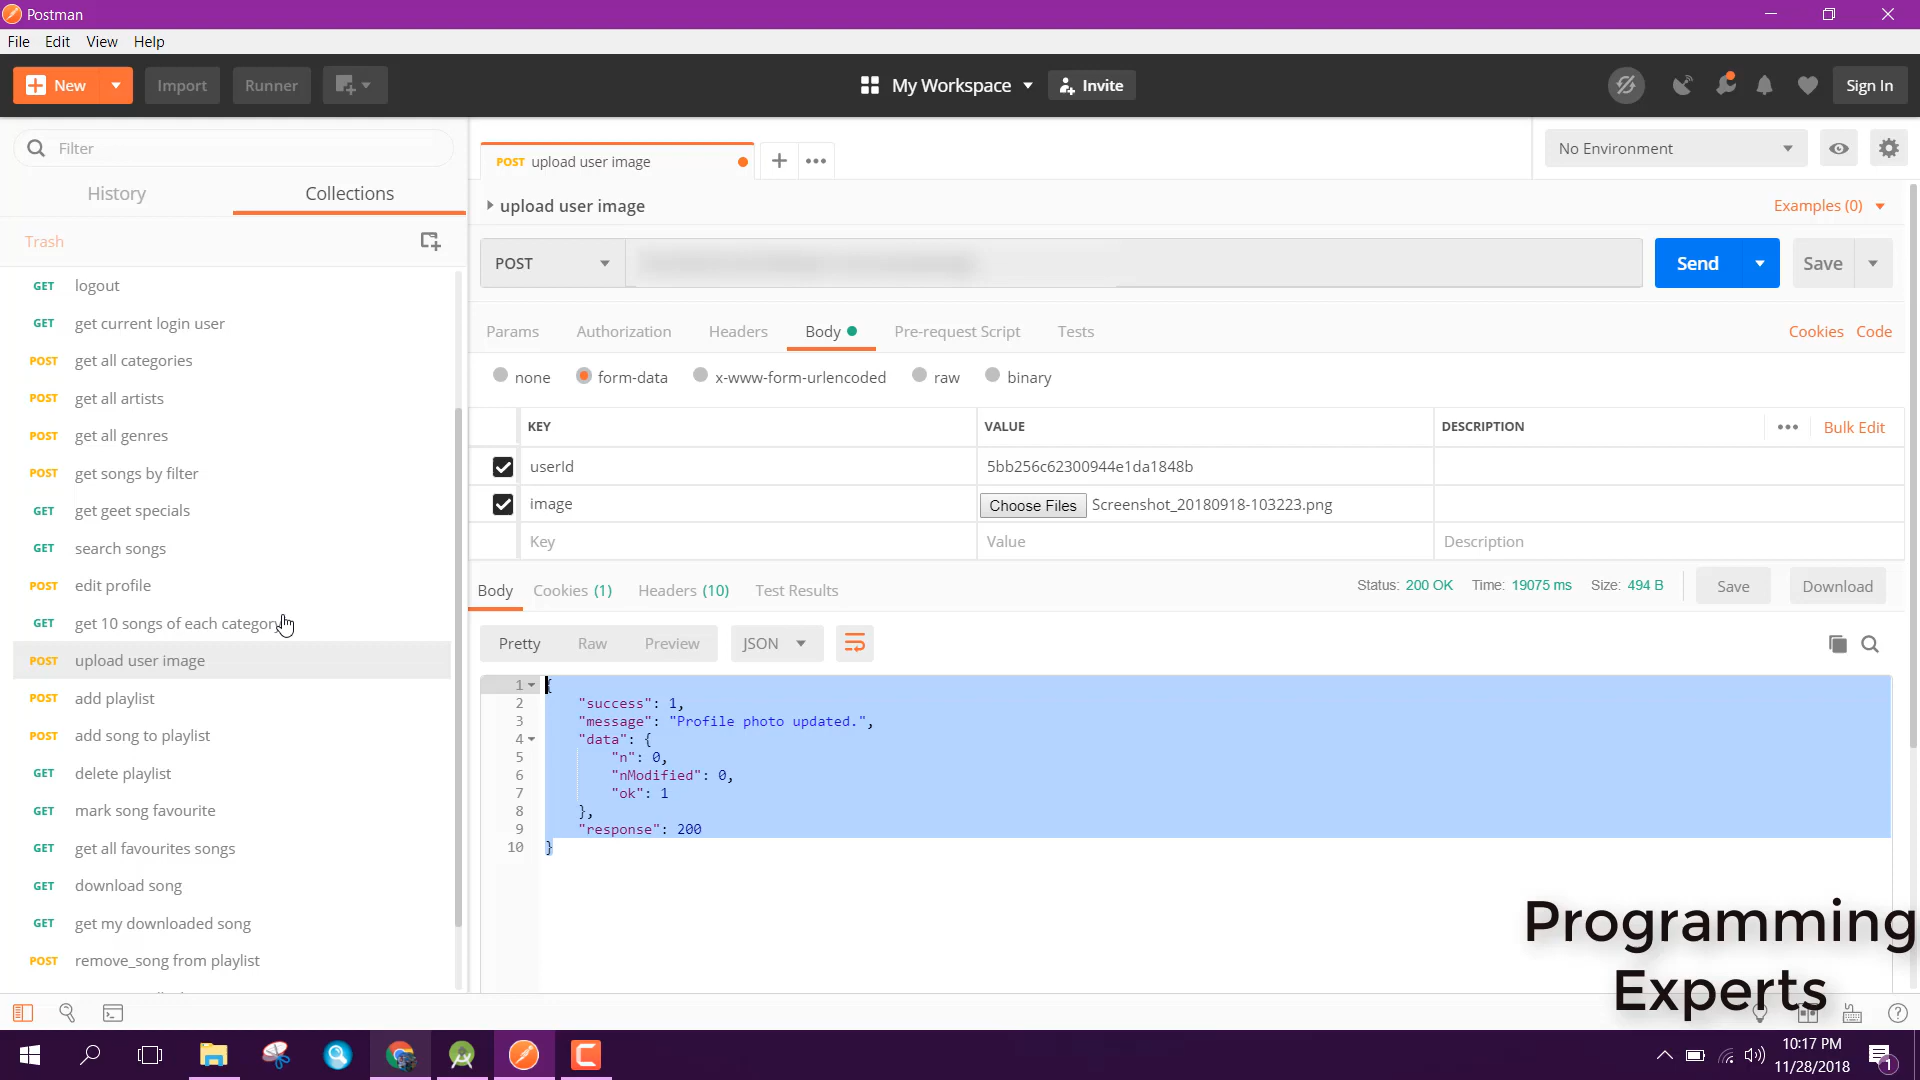 Postman
File Edit View Help
New Import Runner My Workspace Invite Sign In
Filter
History Collections
Trash
GET logout
GET get current login user
POST get all categories
POST get all artists
POST get all genres
POST get songs by filter
GET get geet specials
GET search songs
POST edit profile
GET get 10 songs of each category
POST upload user image
POST add playlist
POST add song to playlist
GET delete playlist
GET mark song favourite
GET get all favourites songs
GET download song
GET get my downloaded song
POST remove_song from playlist
POST upload user image
No Environment
upload user image Examples (0)
POST Send Save
Params Authorization Headers Body Pre-request Script Tests Cookies Code
none form-data x-www-form-urlencoded raw binary
KEY VALUE DESCRIPTION Bulk Edit
userId 5bb256c62300944e1da1848b
image Choose Files Screenshot_20180918-103223.png
Key Value Description
Body Cookies (1) Headers (10) Test Results Status: 200 OK Time: 19075 ms Size: 494 B Save Download
Pretty Raw Preview JSON
1 {
2 "success": 1,
3 "message": "Profile photo updated.",
4 "data": {
5 "n": 0,
6 "nModified": 0,
7 "ok": 1
8 },
9 "response": 200
10 }
Programming
Experts
10:17 PM
11/28/2018
1